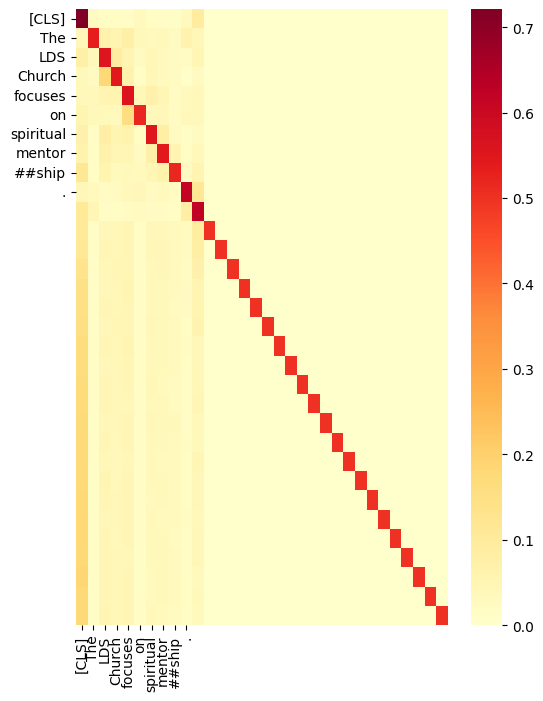 [CLS]
The
LDS
Church
focuses
on
spiritual
mentor
##ship
.
[CLS]
The
LDS
Church
focuses
on
spiritual
mentor
##ship
.
0.7
0.6
0.5
0.4
0.3
0.2
0.1
0.0